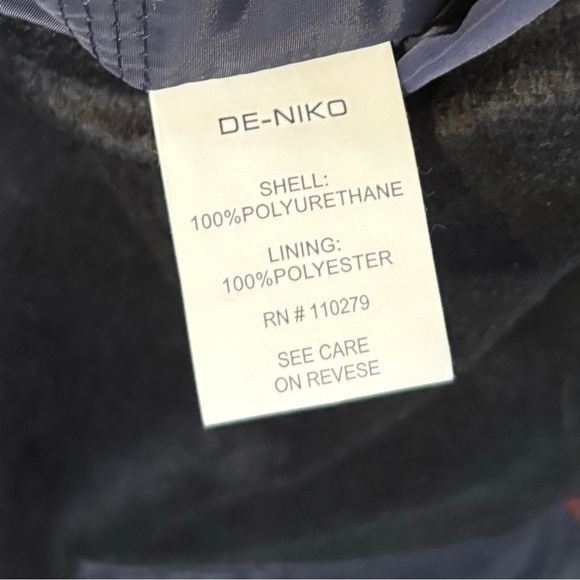 DE-NIKO
SHELL:
100%POLYURETHANE
LINING:
100%POLYESTER
RN # 110279
SEE CARE
ON REVESE